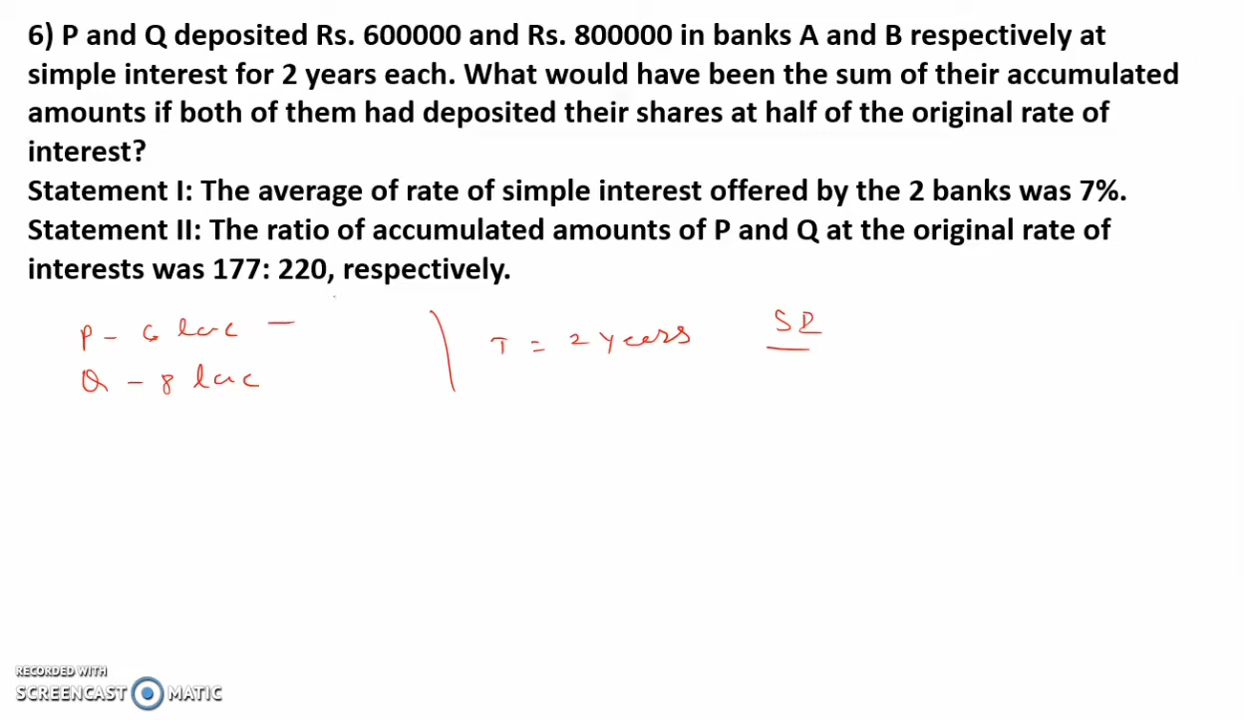 6) P and Q deposited Rs. 600000 and Rs. 800000 in banks A and B respectively at
simple interest for 2 years each. What would have been the sum of their accumulated
amounts if both of them had deposited their shares at half of the original rate of
interest?
Statement I: The average of rate of simple interest offered by the 2 banks was 7%.
Statement II: The ratio of accumulated amounts of P and Q at the original rate of
interests was 177: 220, respectively.
P - 6 lac -
T = 2 years
Q - 8 lac
RECORDED WITH
SCREENCAST MATIC